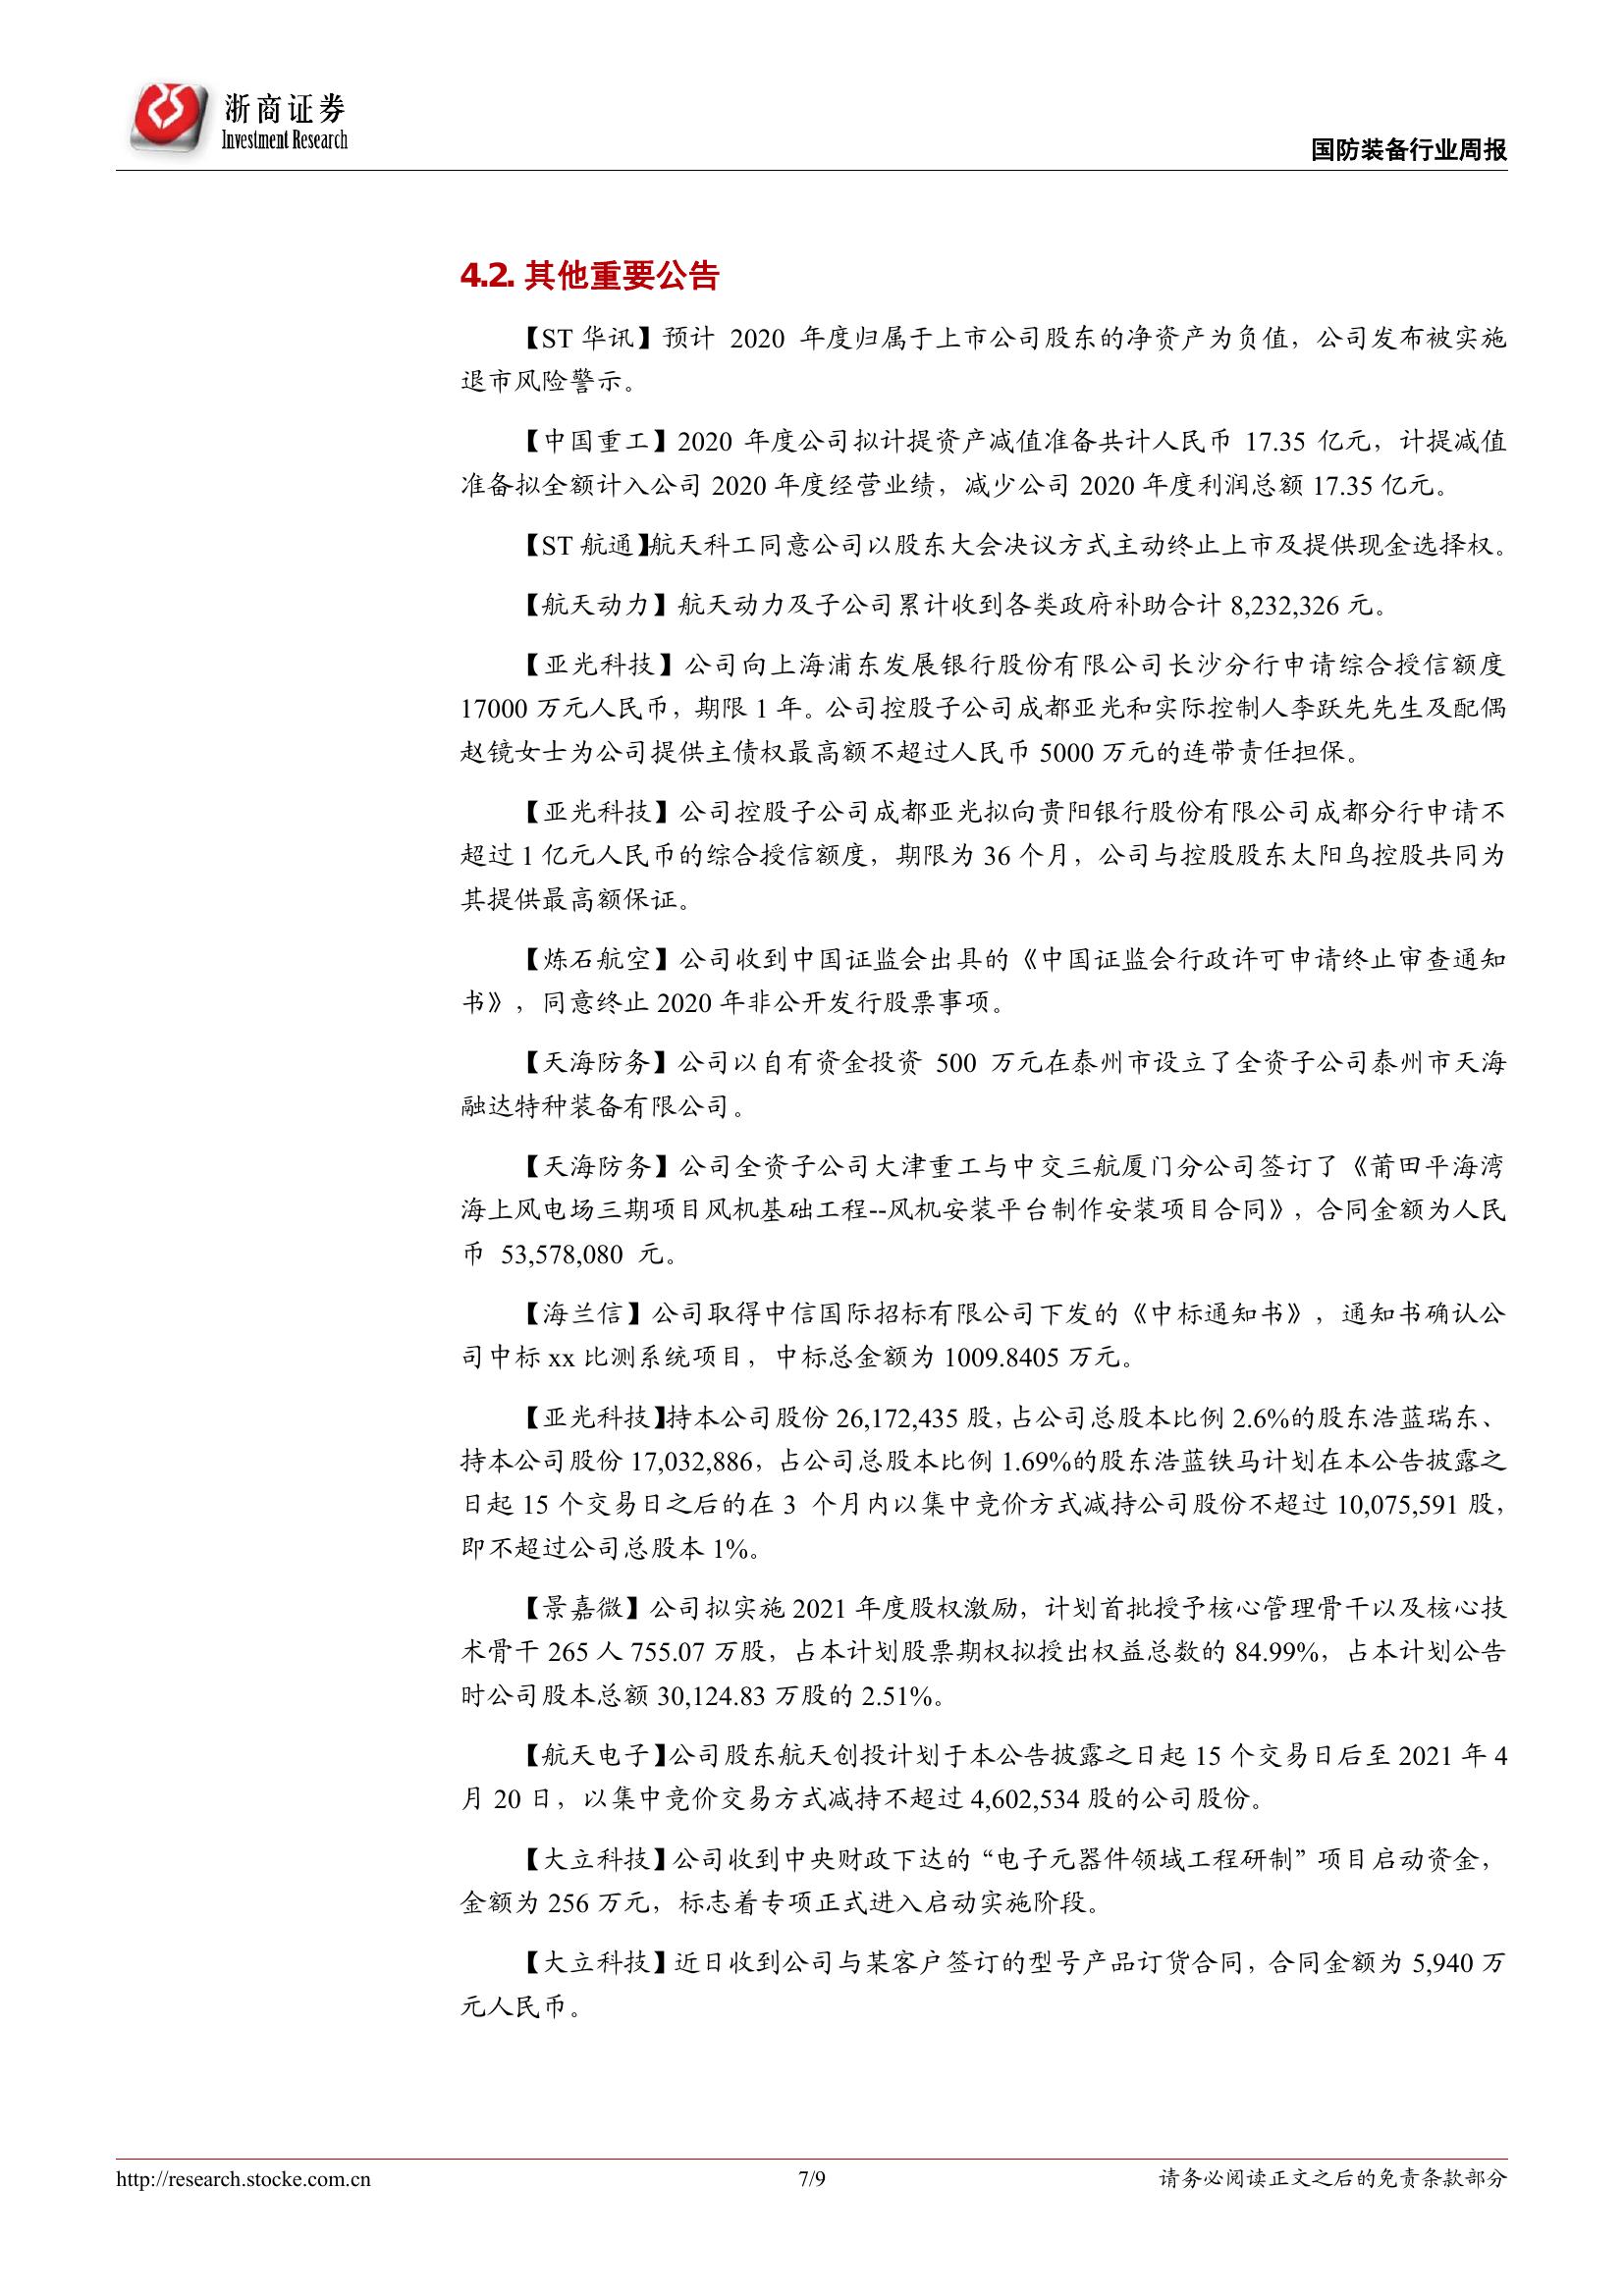 浙商证券
Investment Research
国防装备行业周报
4.2. 其他重要公告
【ST 华讯】预计 2020 年度归属于上市公司股东的净资产为负值，公司发布被实施
退市风险警示。
【中国重工】2020 年度公司拟计提资产减值准备共计人民币 17.35 亿元，计提减值
准备拟全额计入公司 2020 年度经营业绩，减少公司 2020 年度利润总额 17.35 亿元。
【ST 航通】航天科工同意公司以股东大会决议方式主动终止上市及提供现金选择权。
【航天动力】航天动力及子公司累计收到各类政府补助合计 8,232,326 元。
【亚光科技】公司向上海浦东发展银行股份有限公司长沙分行申请综合授信额度
17000 万元人民币，期限 1 年。公司控股子公司成都亚光和实际控制人李跃先先生及配偶
赵镜女士为公司提供主债权最高额不超过人民币 5000 万元的连带责任担保。
【亚光科技】公司控股子公司成都亚光拟向贵阳银行股份有限公司成都分行申请不
超过 1 亿元人民币的综合授信额度，期限为 36 个月，公司与控股股东太阳鸟控股共同为
其提供最高额保证。
【炼石航空】公司收到中国证监会出具的《中国证监会行政许可申请终止审查通知
书》，同意终止 2020 年非公开发行股票事项。
【天海防务】公司以自有资金投资 500 万元在泰州市设立了全资子公司泰州市天海
融达特种装备有限公司。
【天海防务】公司全资子公司大津重工与中交三航厦门分公司签订了《莆田平海湾
海上风电场三期项目风机基础工程--风机安装平台制作安装项目合同》，合同金额为人民
币 53,578,080 元。
【海兰信】公司取得中信国际招标有限公司下发的《中标通知书》，通知书确认公
司中标 xx 比测系统项目，中标总金额为 1009.8405 万元。
【亚光科技】持本公司股份 26,172,435 股，占公司总股本比例 2.6%的股东浩蓝瑞东、
持本公司股份 17,032,886，占公司总股本比例 1.69%的股东浩蓝铁马计划在本公告披露之
日起 15 个交易日之后的在 3 个月内以集中竞价方式减持公司股份不超过 10,075,591 股，
即不超过公司总股本 1%。
【景嘉微】公司拟实施 2021 年度股权激励，计划首批授予核心管理骨干以及核心技
术骨干 265 人 755.07 万股，占本计划股票期权拟授出权益总数的 84.99%，占本计划公告
时公司股本总额 30,124.83 万股的 2.51%。
【航天电子】公司股东航天创投计划于本公告披露之日起 15 个交易日后至 2021 年 4
月 20 日，以集中竞价交易方式减持不超过 4,602,534 股的公司股份。
【大立科技】公司收到中央财政下达的“电子元器件领域工程研制”项目启动资金，
金额为 256 万元，标志着专项正式进入启动实施阶段。
【大立科技】近日收到公司与某客户签订的型号产品订货合同，合同金额为 5,940 万
元人民币。
http://research.stocke.com.cn
7/9
请务必阅读正文之后的免责条款部分